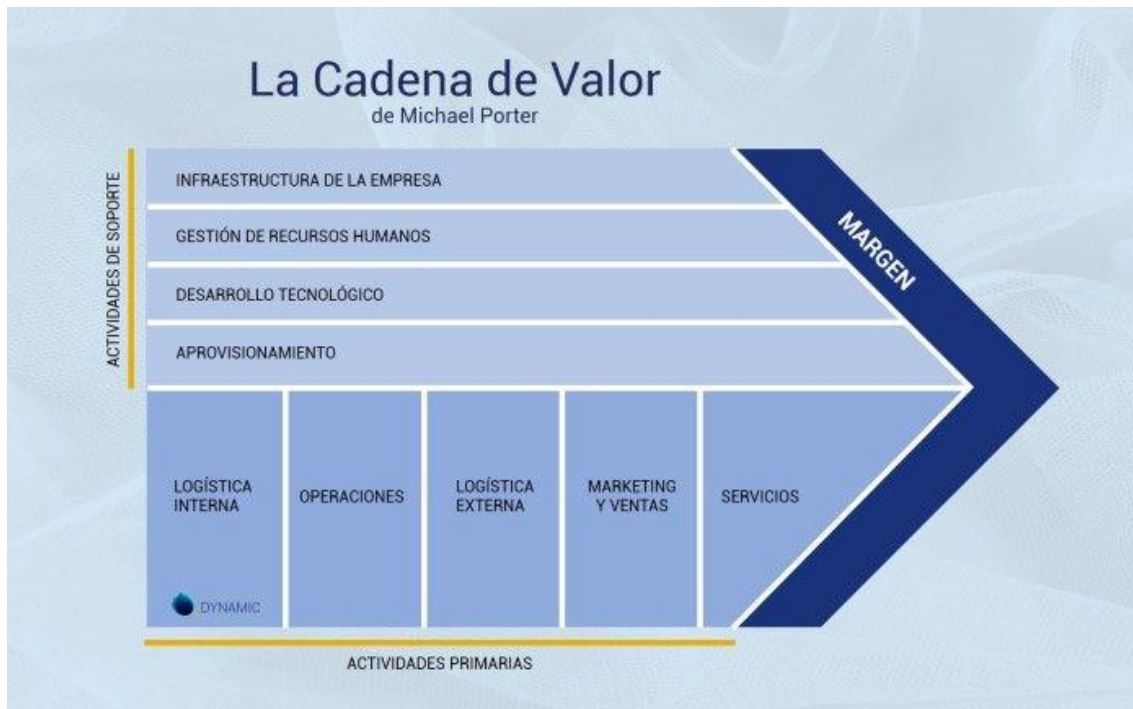 La Cadena de Valor
de Michael Porter
ACTIVIDADES DE SOPORTE
INFRAESTRUCTURA DE LA EMPRESA
GESTIÓN DE RECURSOS HUMANOS
DESARROLLO TECNOLÓGICO
APROVISIONAMIENTO
MARGEN
LOGÍSTICA
INTERNA
OPERACIONES
LOGÍSTICA
EXTERNA
MARKETING
Y VENTAS
SERVICIOS
DYNAMIC
ACTIVIDADES PRIMARIAS